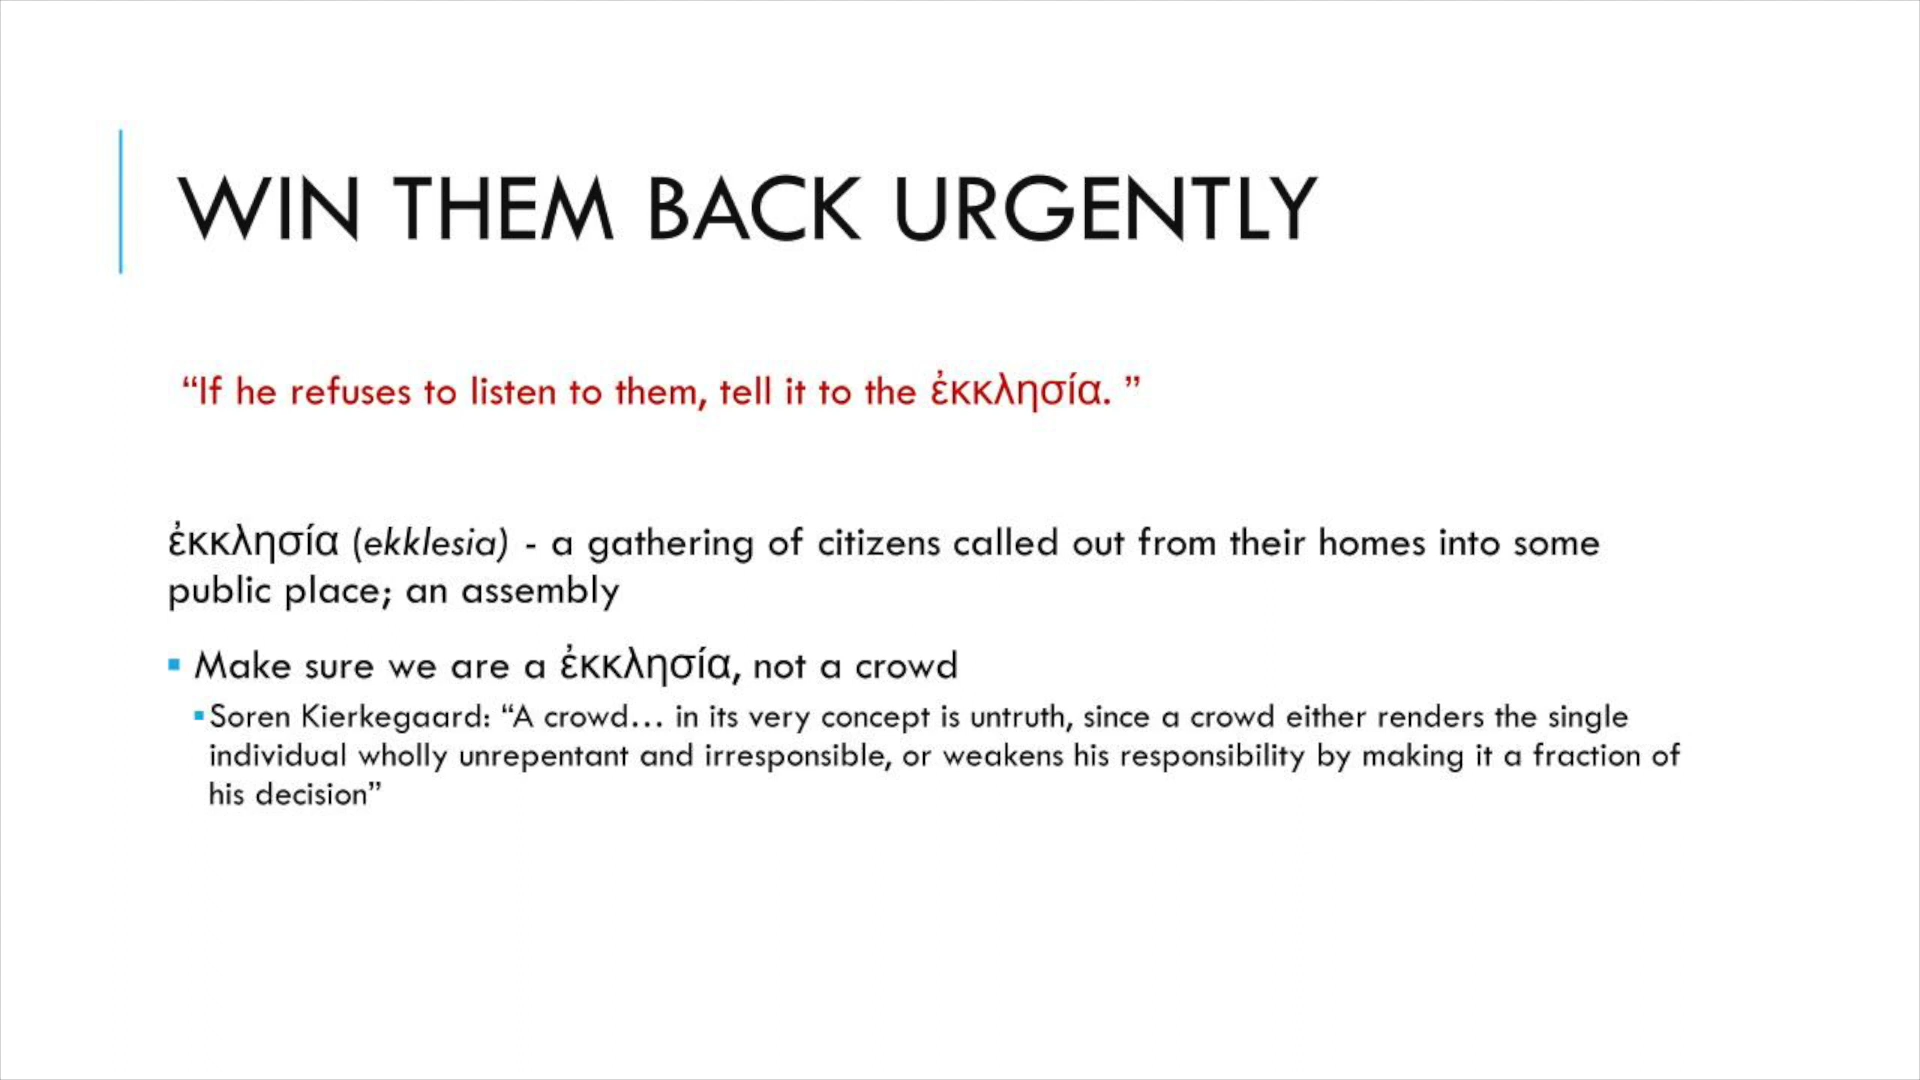 WIN THEM BACK URGENTLY
“If he refuses to listen to them, tell it to the ἐκκλησία. ”
ἐκκλησία (ekklesia) - a gathering of citizens called out from their homes into some
public place; an assembly
▪ Make sure we are a ἐκκλησία, not a crowd
▪ Soren Kierkegaard: “A crowd… in its very concept is untruth, since a crowd either renders the single
individual wholly unrepentant and irresponsible, or weakens his responsibility by making it a fraction of
his decision”